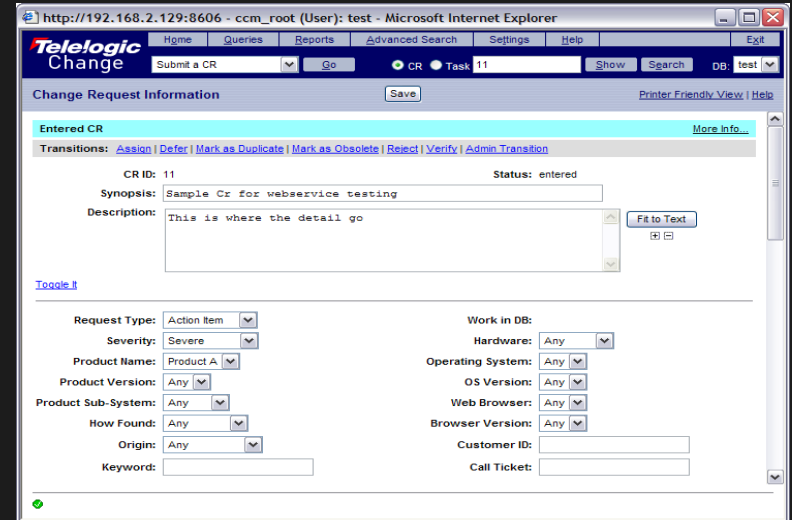 http://192.168.2.129:8606 - ccm_root (User): test - Microsoft Internet Explorer
Telelogic Change
Home Queries Reports Advanced Search Settings Help Exit
Submit a CR Go CR Task 11 Show Search DB: test
Change Request Information Save Printer Friendly View | Help
Entered CR More Info...
Transitions: Assign | Defer | Mark as Duplicate | Mark as Obsolete | Reject | Verify | Admin Transition
CR ID: 11 Status: entered
Synopsis: Sample Cr for webservice testing
Description: This is where the detail go Fit to Text
Toggle It
Request Type: Action Item Work in DB:
Severity: Severe Hardware: Any
Product Name: Product A Operating System: Any
Product Version: Any OS Version: Any
Product Sub-System: Any Web Browser: Any
How Found: Any Browser Version: Any
Origin: Any Customer ID:
Keyword: Call Ticket: